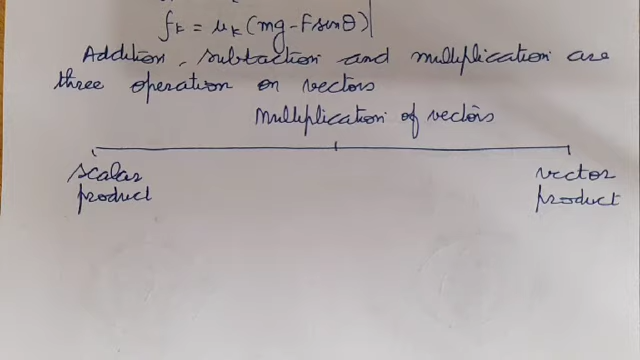 fk = μk (mg - Fsinθ)|
Addition, subtaction and multiplication are
three operation on vectors
Multiplication of vectors
scalar vector
product product